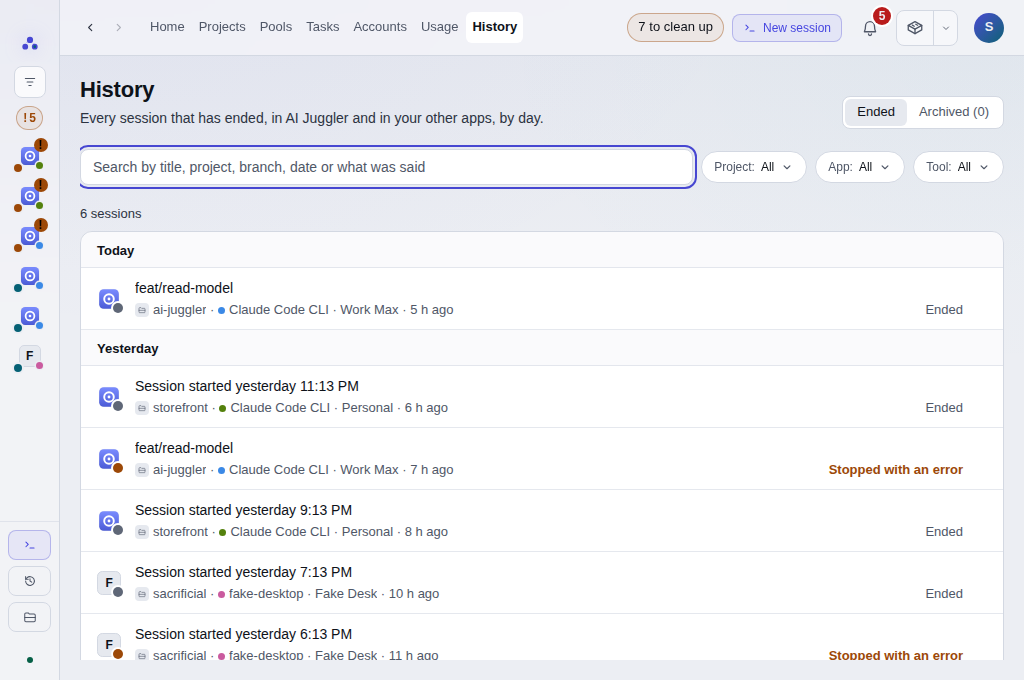 Home Projects Pools Tasks Accounts Usage History
7 to clean up
New session
5
S
! 5
!
!
!
F
History
Every session that has ended, in AI Juggler and in your other apps, by day.
Ended Archived (0)
Search by title, project, branch, date or what was said
Project: All
App: All
Tool: All
6 sessions
Today
feat/read-model
ai-juggler · Claude Code CLI · Work Max · 5 h ago
Ended
Yesterday
Session started yesterday 11:13 PM
storefront · Claude Code CLI · Personal · 6 h ago
Ended
feat/read-model
ai-juggler · Claude Code CLI · Work Max · 7 h ago
Stopped with an error
Session started yesterday 9:13 PM
storefront · Claude Code CLI · Personal · 8 h ago
Ended
F
Session started yesterday 7:13 PM
sacrificial · fake-desktop · Fake Desk · 10 h ago
Ended
F
Session started yesterday 6:13 PM
sacrificial · fake-desktop · Fake Desk · 11 h ago
Stopped with an error